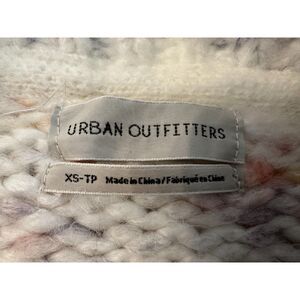 URBAN OUTFITTERS
XS-TP Made in China/Fabriqué en Chine